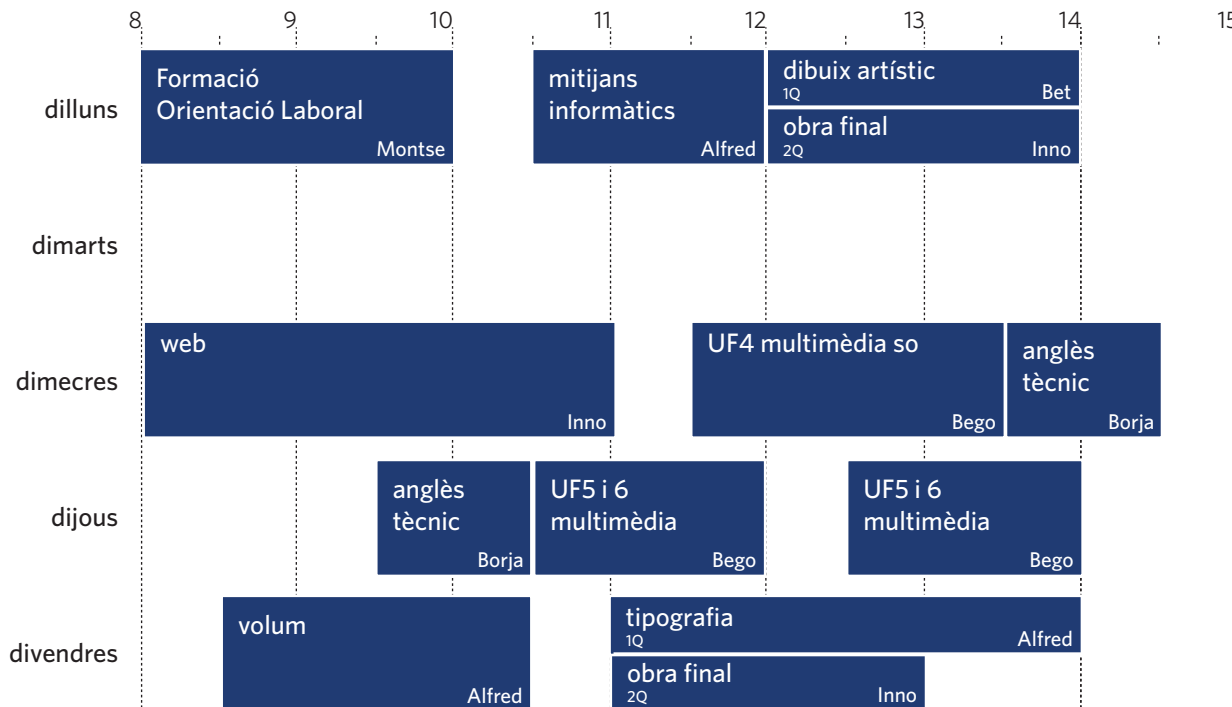 8 9 10 11 12 13 14 15
dilluns
Formació
Orientació Laboral
Montse
mitijans
informàtics
Alfred
dibuix artístic
1Q Bet
obra final
2Q Inno
dimarts
dimecres
web
Inno
UF4 multimèdia so
Bego
anglès
tècnic
Borja
dijous
anglès
tècnic
Borja
UF5 i 6
multimèdia
Bego
UF5 i 6
multimèdia
Bego
divendres
volum
Alfred
tipografia
1Q Alfred
obra final
2Q Inno